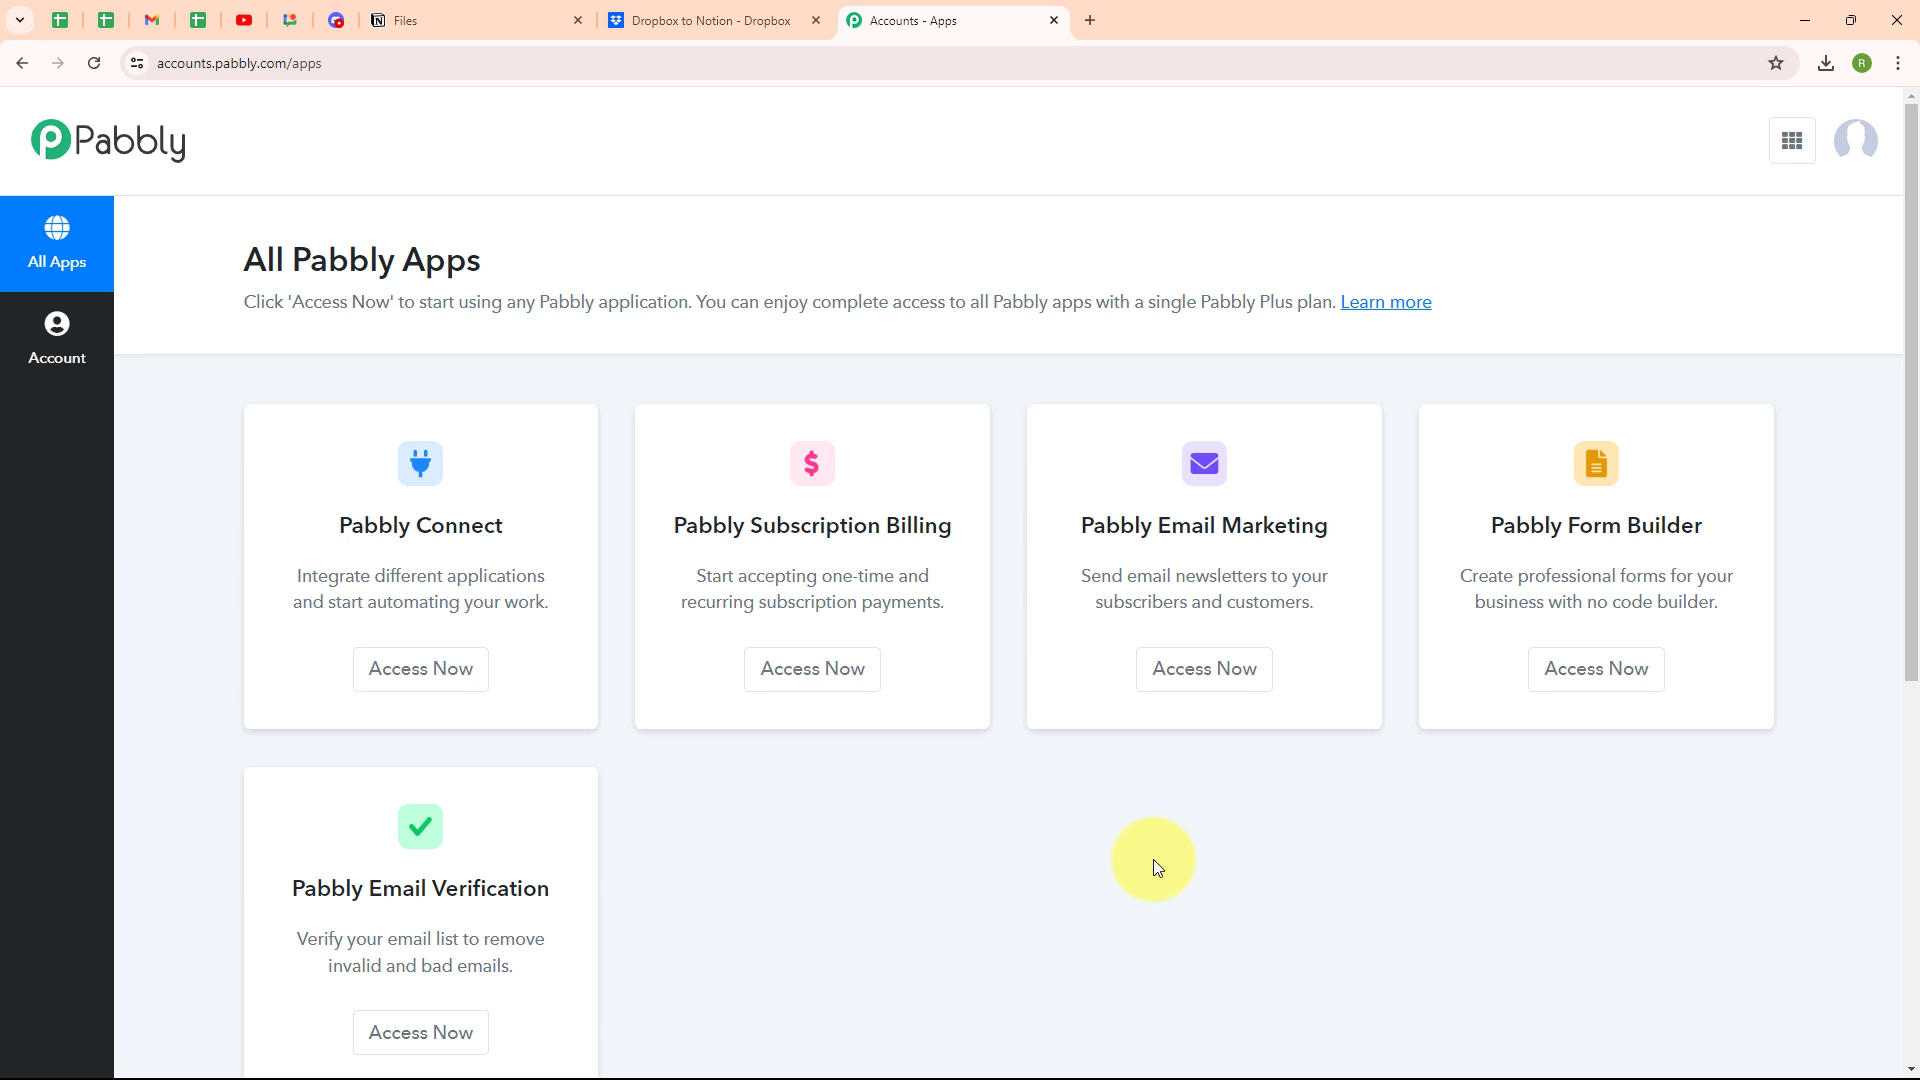 Files
Dropbox to Notion - Dropbox
Accounts - Apps
accounts.pabbly.com/apps
R
Pabbly
All Apps
Account
All Pabbly Apps
Click 'Access Now' to start using any Pabbly application. You can enjoy complete access to all Pabbly apps with a single Pabbly Plus plan. Learn more
Pabbly Connect
Integrate different applications
and start automating your work.
Access Now
Pabbly Subscription Billing
Start accepting one-time and
recurring subscription payments.
Access Now
Pabbly Email Marketing
Send email newsletters to your
subscribers and customers.
Access Now
Pabbly Form Builder
Create professional forms for your
business with no code builder.
Access Now
Pabbly Email Verification
Verify your email list to remove
invalid and bad emails.
Access Now